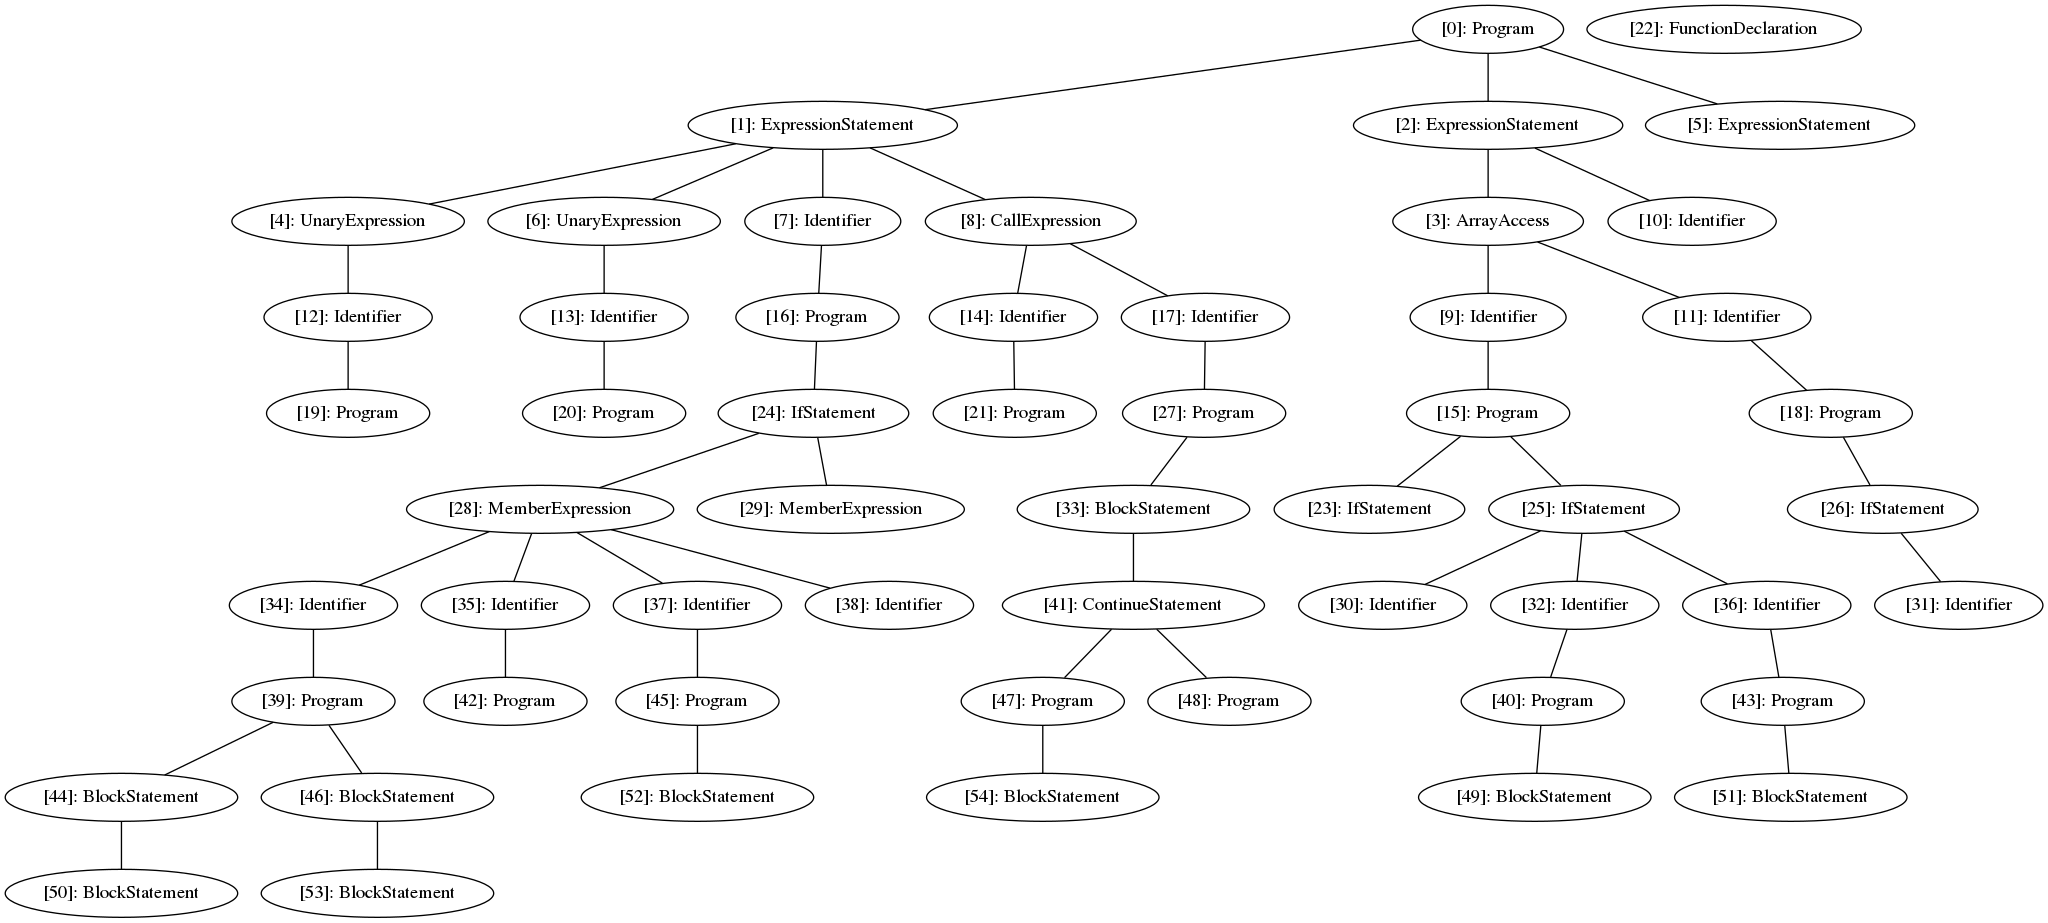 [0]: Program
[22]: FunctionDeclaration
[1]: ExpressionStatement
[2]: ExpressionStatement
[5]: ExpressionStatement
[4]: UnaryExpression
[6]: UnaryExpression
[7]: Identifier
[8]: CallExpression
[3]: ArrayAccess
[10]: Identifier
[12]: Identifier
[13]: Identifier
[16]: Program
[14]: Identifier
[17]: Identifier
[9]: Identifier
[11]: Identifier
[19]: Program
[20]: Program
[24]: IfStatement
[21]: Program
[27]: Program
[15]: Program
[18]: Program
[28]: MemberExpression
[29]: MemberExpression
[33]: BlockStatement
[23]: IfStatement
[25]: IfStatement
[26]: IfStatement
[34]: Identifier
[35]: Identifier
[37]: Identifier
[38]: Identifier
[41]: ContinueStatement
[30]: Identifier
[32]: Identifier
[36]: Identifier
[31]: Identifier
[39]: Program
[42]: Program
[45]: Program
[47]: Program
[48]: Program
[40]: Program
[43]: Program
[44]: BlockStatement
[46]: BlockStatement
[52]: BlockStatement
[54]: BlockStatement
[49]: BlockStatement
[51]: BlockStatement
[50]: BlockStatement
[53]: BlockStatement